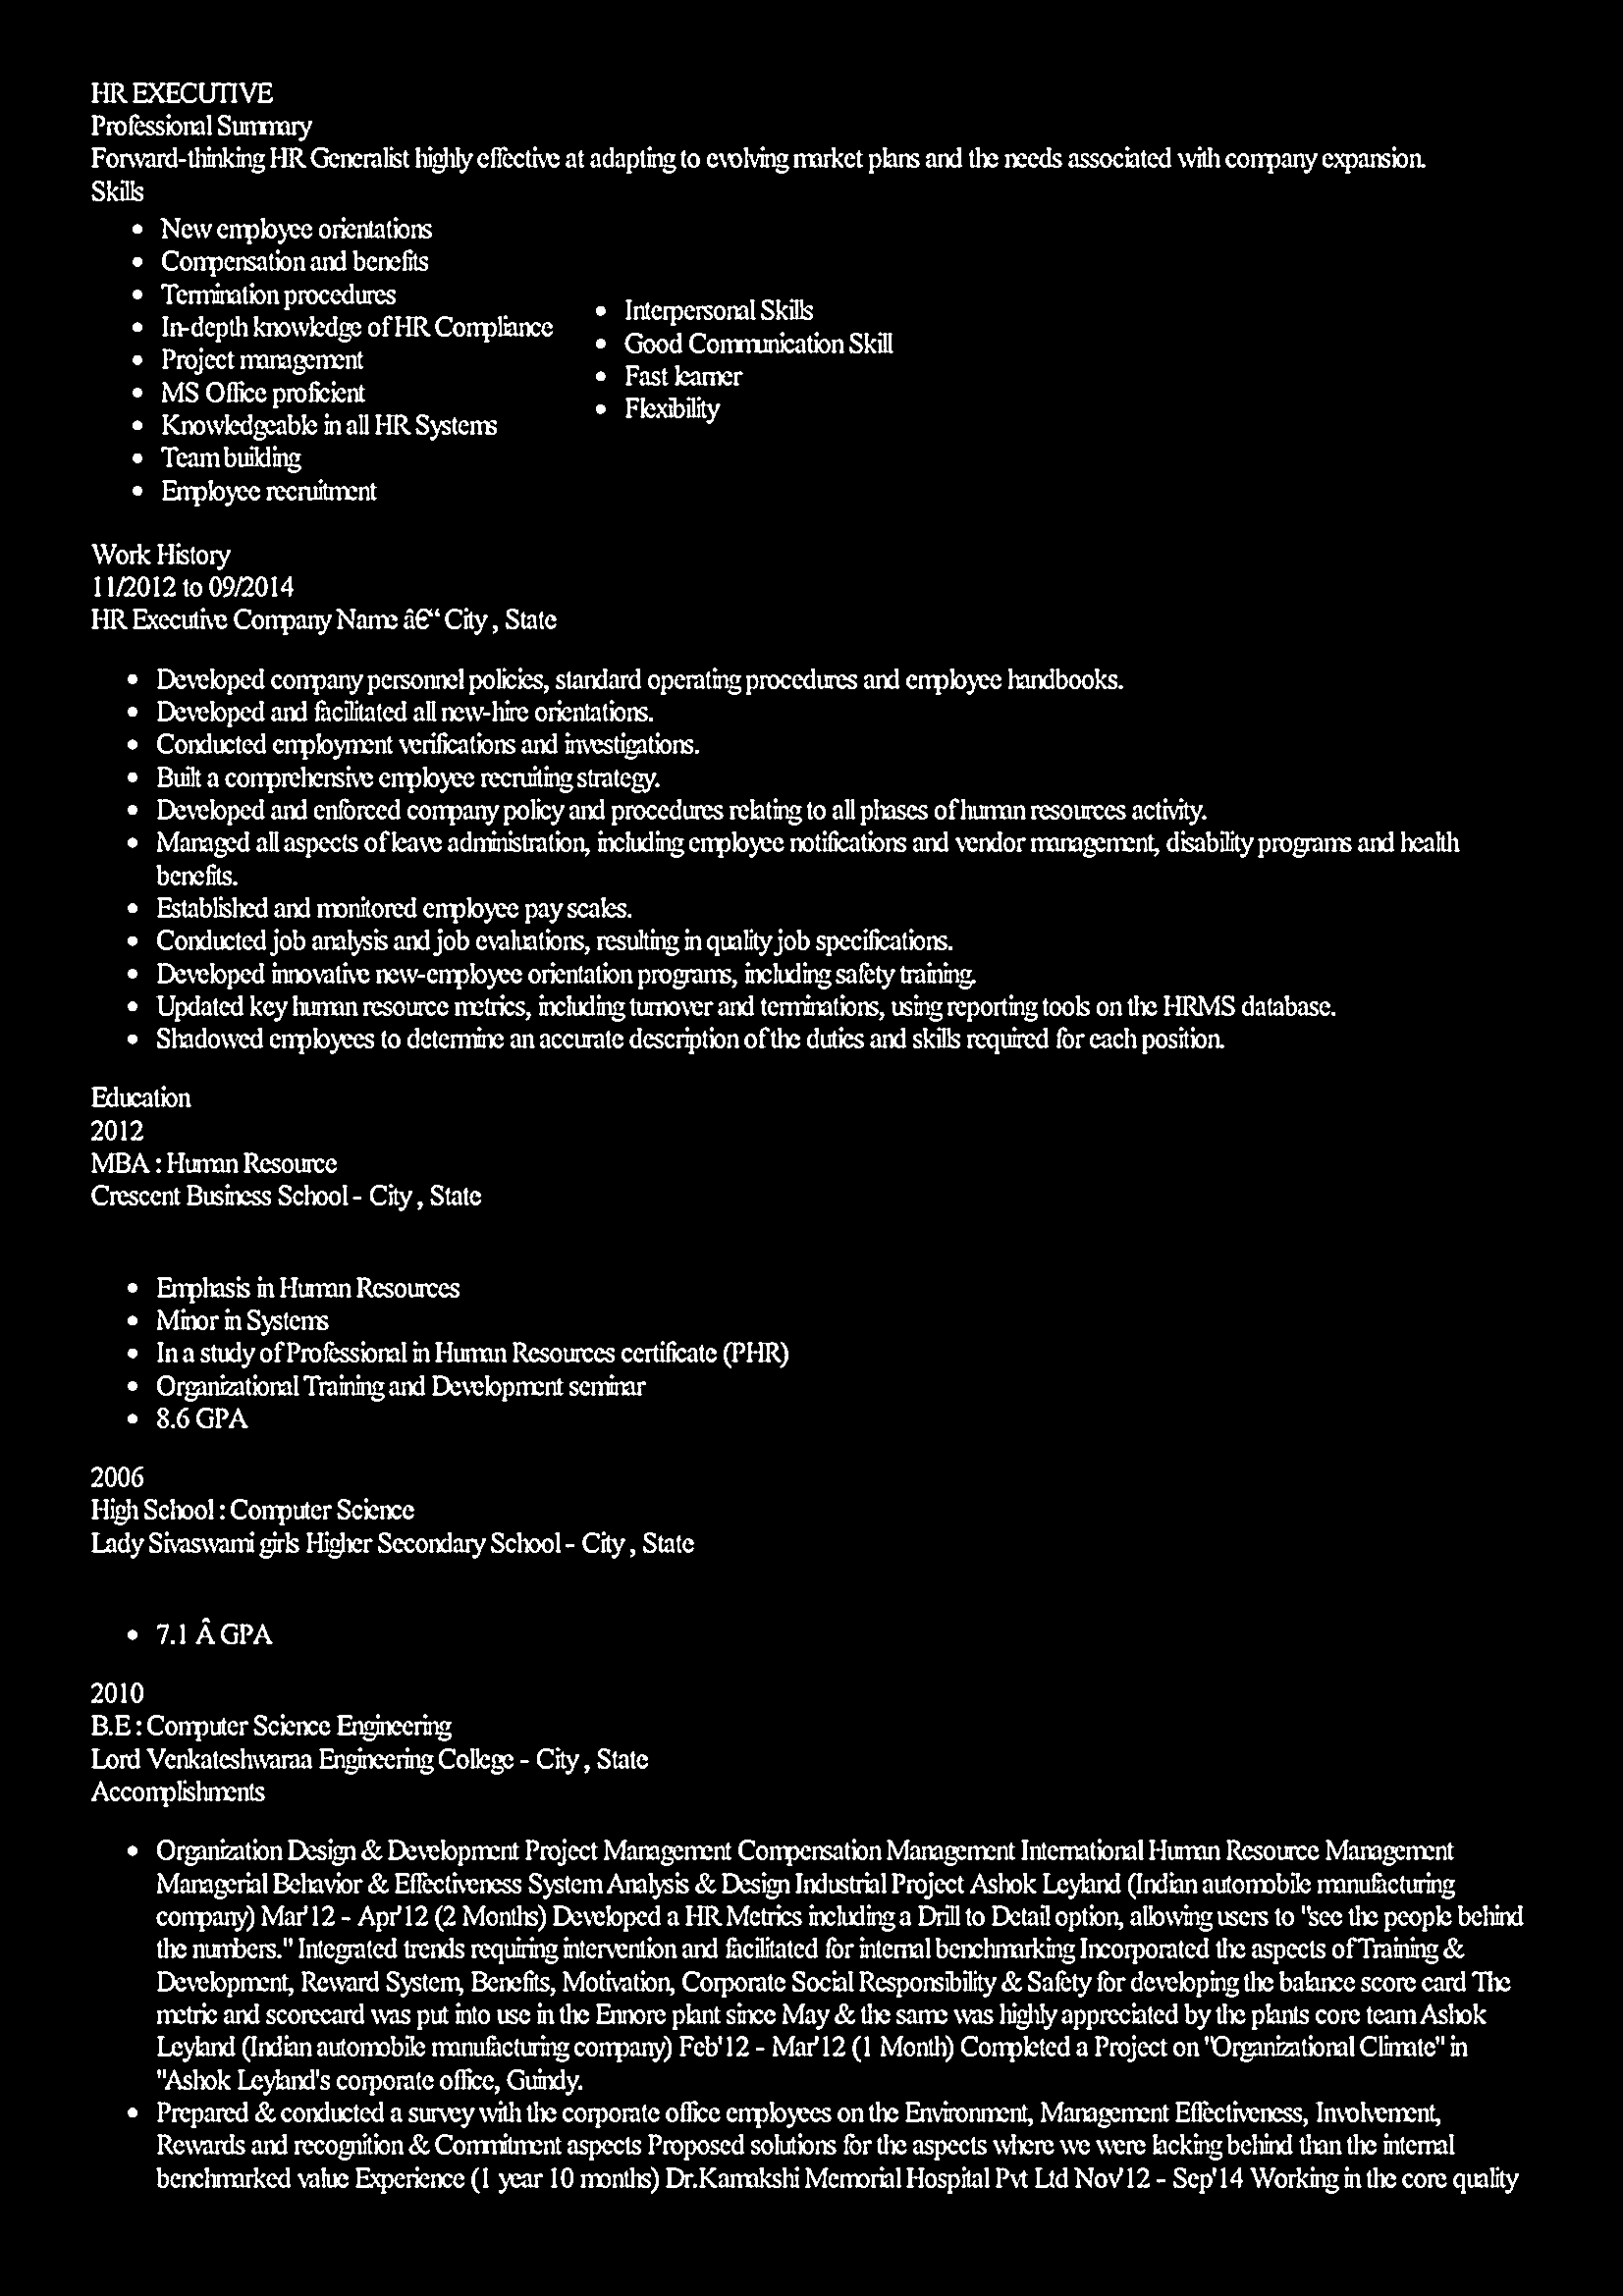 HR EXECUTIVE
Professional Summary
Forward-thinking HR Generalist highly effective at adapting to evolving market plans and the needs associated with company expansion.
Skills
• New employee orientations
• Compensation and benefits
• Termination procedures
• In-depth knowledge of HR Compliance
• Project management
• MS Office proficient
• Knowledgeable in all HR Systems
• Team building
• Employee recruitment
• Interpersonal Skills
• Good Communication Skill
• Fast learner
• Flexibility
Work History
11/2012 to 09/2014
HR Executive Company Name â€“ City , State
• Developed company personnel policies, standard operating procedures and employee handbooks.
• Developed and facilitated all new-hire orientations.
• Conducted employment verifications and investigations.
• Built a comprehensive employee recruiting strategy.
• Developed and enforced company policy and procedures relating to all phases of human resources activity.
• Managed all aspects of leave administration, including employee notifications and vendor management, disability programs and health
benefits.
• Established and monitored employee pay scales.
• Conducted job analysis and job evaluations, resulting in quality job specifications.
• Developed innovative new-employee orientation programs, including safety training.
• Updated key human resource metrics, including turnover and terminations, using reporting tools on the HRMS database.
• Shadowed employees to determine an accurate description of the duties and skills required for each position.
Education
2012
MBA : Human Resource
Crescent Business School - City , State
• Emphasis in Human Resources
• Minor in Systems
• In a study of Professional in Human Resources certificate (PHR)
• Organizational Training and Development seminar
• 8.6 GPA
2006
High School : Computer Science
Lady Sivaswami girls Higher Secondary School - City , State
• 7.1 Â GPA
2010
B.E : Computer Science Engineering
Lord Venkateshwaraa Engineering College - City , State
Accomplishments
• Organization Design & Development Project Management Compensation Management International Human Resource Management
Managerial Behavior & Effectiveness System Analysis & Design Industrial Project Ashok Leyland (Indian automobile manufacturing
company) Mar'12 - Apr'12 (2 Months) Developed a HR Metrics including a Drill to Detail option, allowing users to "see the people behind
the numbers." Integrated trends requiring intervention and facilitated for internal benchmarking Incorporated the aspects of Training &
Development, Reward System, Benefits, Motivation, Corporate Social Responsibility & Safety for developing the balance score card The
metric and scorecard was put into use in the Ennore plant since May & the same was highly appreciated by the plants core team Ashok
Leyland (Indian automobile manufacturing company) Feb'12 - Mar'12 (1 Month) Completed a Project on "Organizational Climate" in
"Ashok Leyland's corporate office, Guindy.
• Prepared & conducted a survey with the corporate office employees on the Environment, Management Effectiveness, Involvement,
Rewards and recognition & Commitment aspects Proposed solutions for the aspects where we were lacking behind than the internal
benchmarked value Experience (1 year 10 months) Dr.Kamakshi Memorial Hospital Pvt Ltd Nov'12 - Sep'14 Working in the core quality